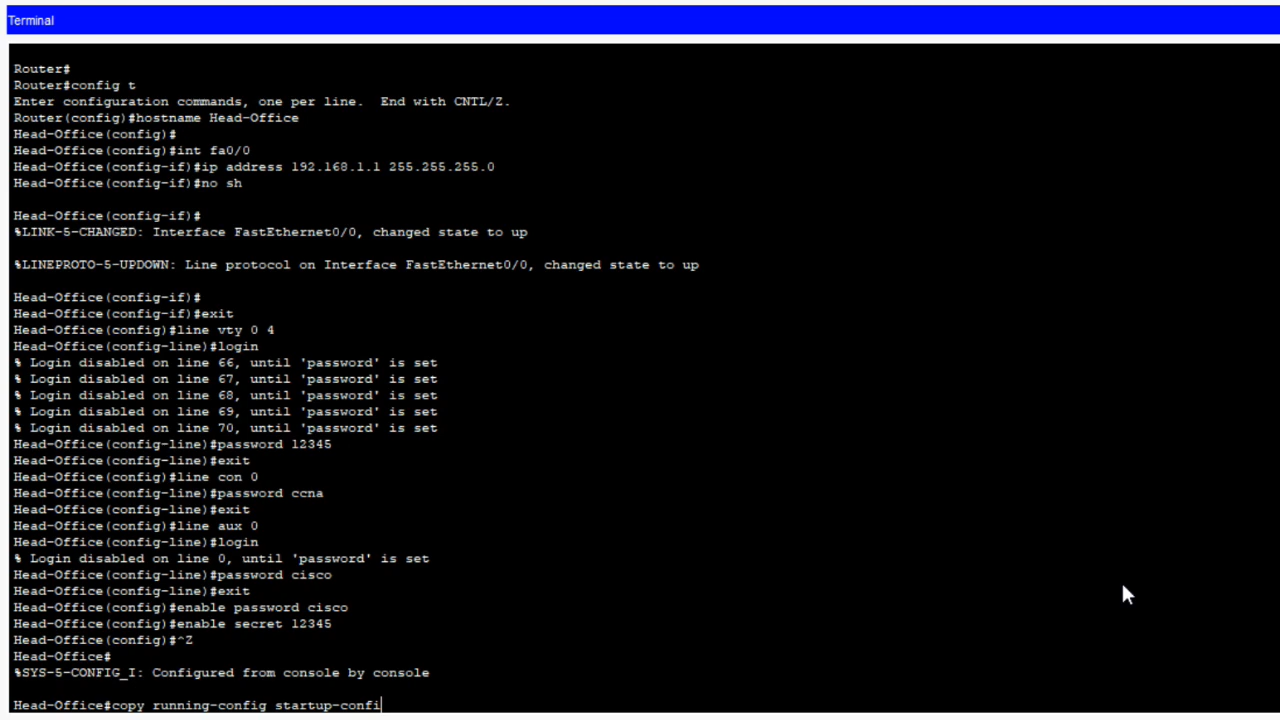 Terminal
Router#
Router#config t
Enter configuration commands, one per line.  End with CNTL/Z.
Router(config)#hostname Head-Office
Head-Office(config)#
Head-Office(config)#int fa0/0
Head-Office(config-if)#ip address 192.168.1.1 255.255.255.0
Head-Office(config-if)#no sh
Head-Office(config-if)#
%LINK-5-CHANGED: Interface FastEthernet0/0, changed state to up
%LINEPROTO-5-UPDOWN: Line protocol on Interface FastEthernet0/0, changed state to up
Head-Office(config-if)#
Head-Office(config-if)#exit
Head-Office(config)#line vty 0 4
Head-Office(config-line)#login
% Login disabled on line 66, until 'password' is set
% Login disabled on line 67, until 'password' is set
% Login disabled on line 68, until 'password' is set
% Login disabled on line 69, until 'password' is set
% Login disabled on line 70, until 'password' is set
Head-Office(config-line)#password 12345
Head-Office(config-line)#exit
Head-Office(config)#line con 0
Head-Office(config-line)#password ccna
Head-Office(config-line)#exit
Head-Office(config)#line aux 0
Head-Office(config-line)#login
% Login disabled on line 0, until 'password' is set
Head-Office(config-line)#password cisco
Head-Office(config-line)#exit
Head-Office(config)#enable password cisco
Head-Office(config)#enable secret 12345
Head-Office(config)#^Z
Head-Office#
%SYS-5-CONFIG_I: Configured from console by console
Head-Office#copy running-config startup-confi